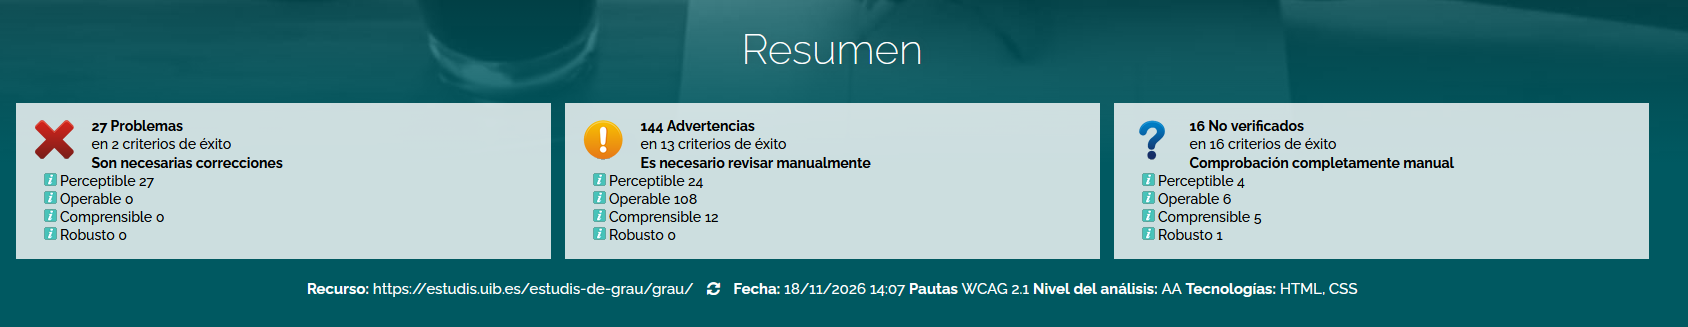 Resumen
27 Problemas
en 2 criterios de éxito
Son necesarias correcciones
Perceptible 27
Operable 0
Comprensible 0
Robusto 0
144 Advertencias
en 13 criterios de éxito
Es necesario revisar manualmente
Perceptible 24
Operable 108
Comprensible 12
Robusto 0
16 No verificados
en 16 criterios de éxito
Comprobación completamente manual
Perceptible 4
Operable 6
Comprensible 5
Robusto 1
Recurso: https://estudis.uib.es/estudis-de-grau/grau/ Fecha: 18/11/2026 14:07 Pautas WCAG 2.1 Nivel del análisis: AA Tecnologías: HTML, CSS